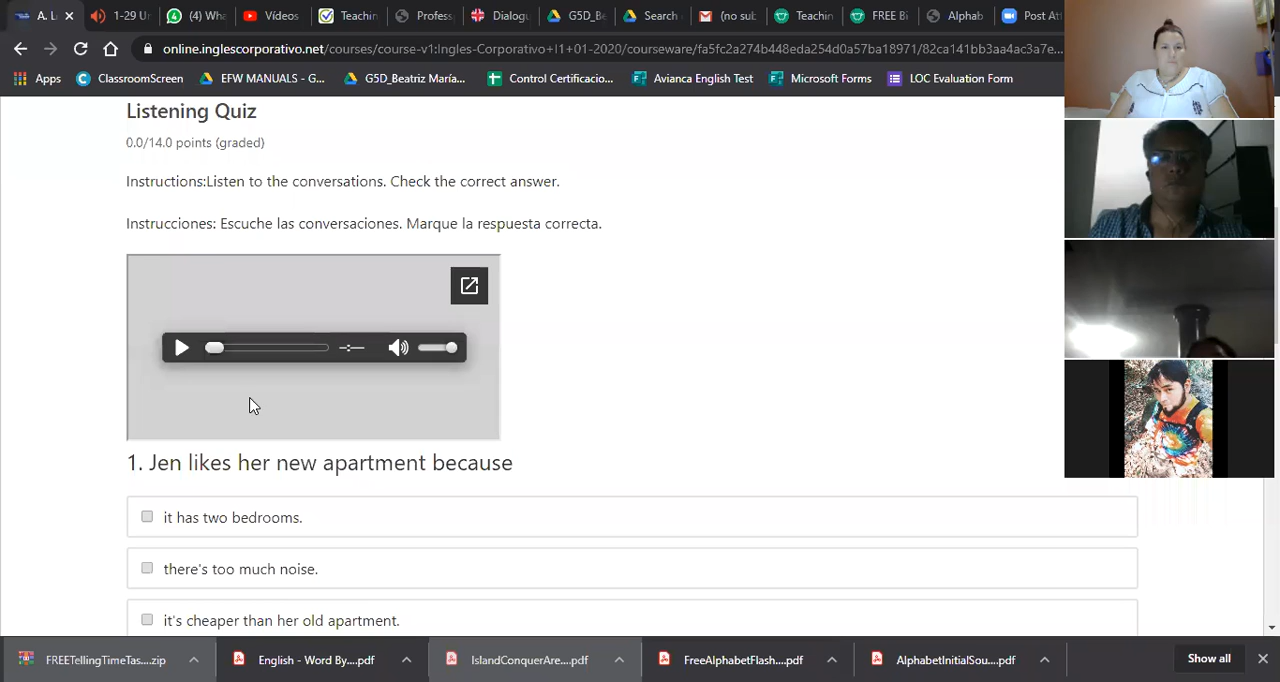 A. L
1-29 Un
(4) Wha
Vídeos
Teachin
Profess
Dialogu
G5D_Be
Search
(no sub
Teachin
FREE Bi
Alphab
Post Att
online.inglescorporativo.net/courses/course-v1:Ingles-Corporativo+I1+01-2020/courseware/fa5fc2a274b448eda254d0a57ba18971/82ca141bb3aa4ac3a7e...
Apps
ClassroomScreen
EFW MANUALS - G...
G5D_Beatriz María...
Control Certificacio...
Avianca English Test
Microsoft Forms
LOC Evaluation Form
Listening Quiz
0.0/14.0 points (graded)
Instructions:Listen to the conversations. Check the correct answer.
Instrucciones: Escuche las conversaciones. Marque la respuesta correcta.
1. Jen likes her new apartment because
it has two bedrooms.
there's too much noise.
it's cheaper than her old apartment.
FREETellingTimeTas....zip
English - Word By....pdf
IslandConquerAre....pdf
FreeAlphabetFlash....pdf
AlphabetInitialSou....pdf
Show all